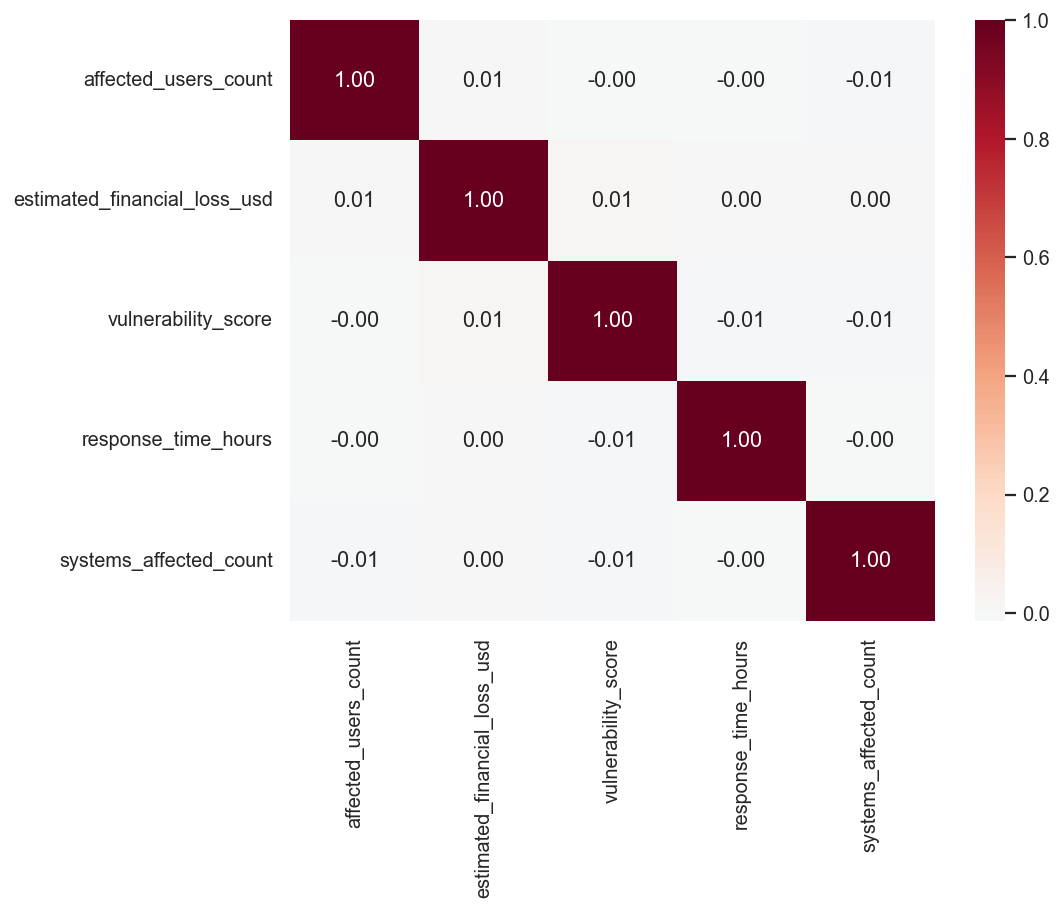 affected_users_count 1.00 0.01 -0.00 -0.00 -0.01
estimated_financial_loss_usd 0.01 1.00 0.01 0.00 0.00
vulnerability_score -0.00 0.01 1.00 -0.01 -0.01
response_time_hours -0.00 0.00 -0.01 1.00 -0.00
systems_affected_count -0.01 0.00 -0.01 -0.00 1.00
affected_users_count
estimated_financial_loss_usd
vulnerability_score
response_time_hours
systems_affected_count
1.0
0.8
0.6
0.4
0.2
0.0